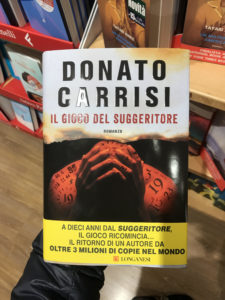 DONATO
CARRISI
IL GIOCO DEL SUGGERITORE
ROMANZO
A DIECI ANNI DAL SUGGERITORE,
IL GIOCO RICOMINCIA...
IL RITORNO DI UN AUTORE DA
OLTRE 3 MILIONI DI COPIE NEL MONDO
LONGANESI
novità